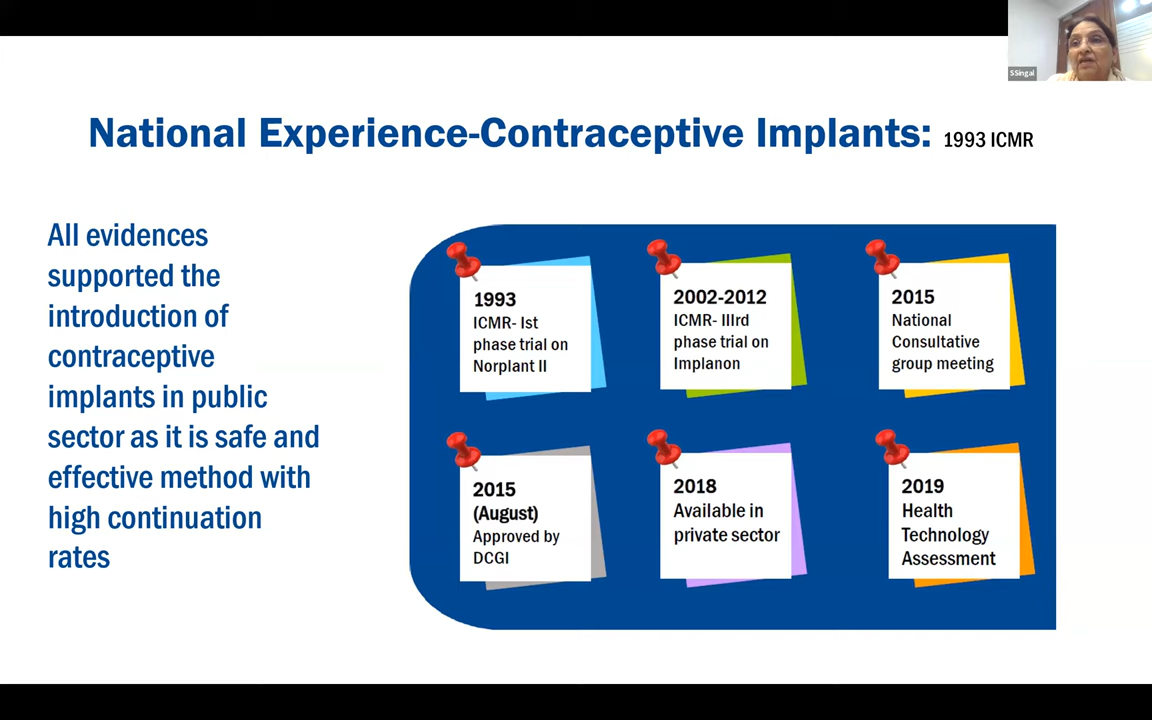 SSingal
National Experience-Contraceptive Implants: 1993 ICMR
All evidences
supported the
introduction of
contraceptive
implants in public
sector as it is safe and
effective method with
high continuation
rates
1993
ICMR- Ist
phase trial on
Norplant II
2002-2012
ICMR- IIIrd
phase trial on
Implanon
2015
National
Consultative
group meeting
2015
(August)
Approved by
DCGI
2018
Available in
private sector
2019
Health
Technology
Assessment